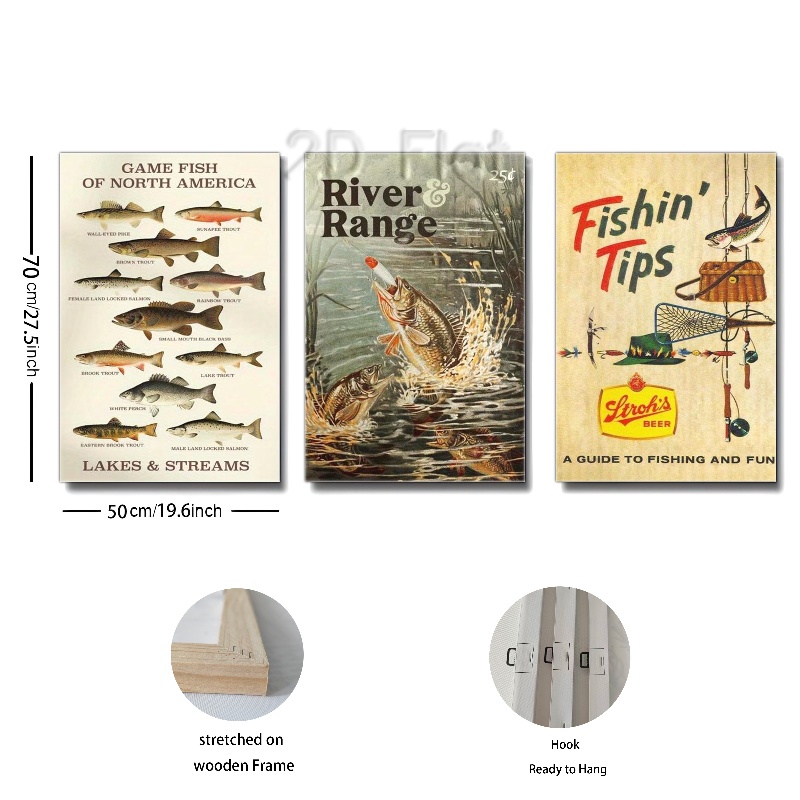 2D Flat
GAME FISH
OF NORTH AMERICA
WALL-EYED PIKE
SUNAPEE TROUT
BROWN TROUT
FEMALE LAND LOCKED SALMON
RAINBOW TROUT
SMALL MOUTH BLACK BASS
BROOK TROUT
LAKE TROUT
WHITE PERCH
EASTERN BROOK TROUT
MALE LAND LOCKED SALMON
LAKES & STREAMS
25¢
River &
Range
Fishin'
Tips
Stroh's
BEER
A GUIDE TO FISHING AND FUN
70cm/27.5inch
50cm/19.6inch
stretched on
wooden Frame
Hook
Ready to Hang